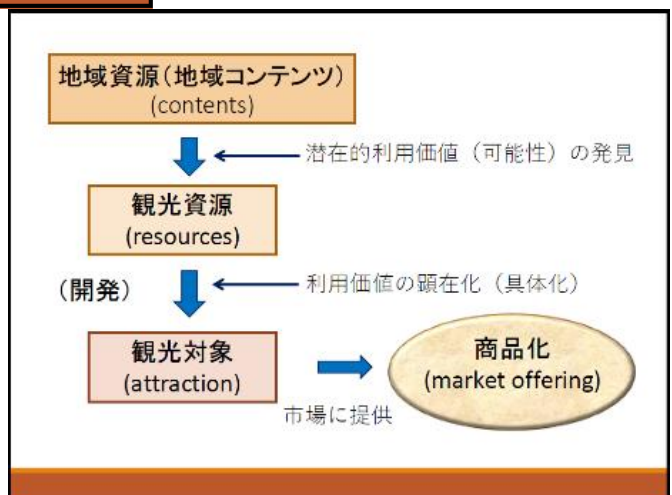 地域資源（地域コンテンツ）
(contents)
潜在的利用価値（可能性）の発見
観光資源
(resources)
（開発）
利用価値の顕在化（具体化）
観光対象
(attraction)
商品化
(market offering)
市場に提供